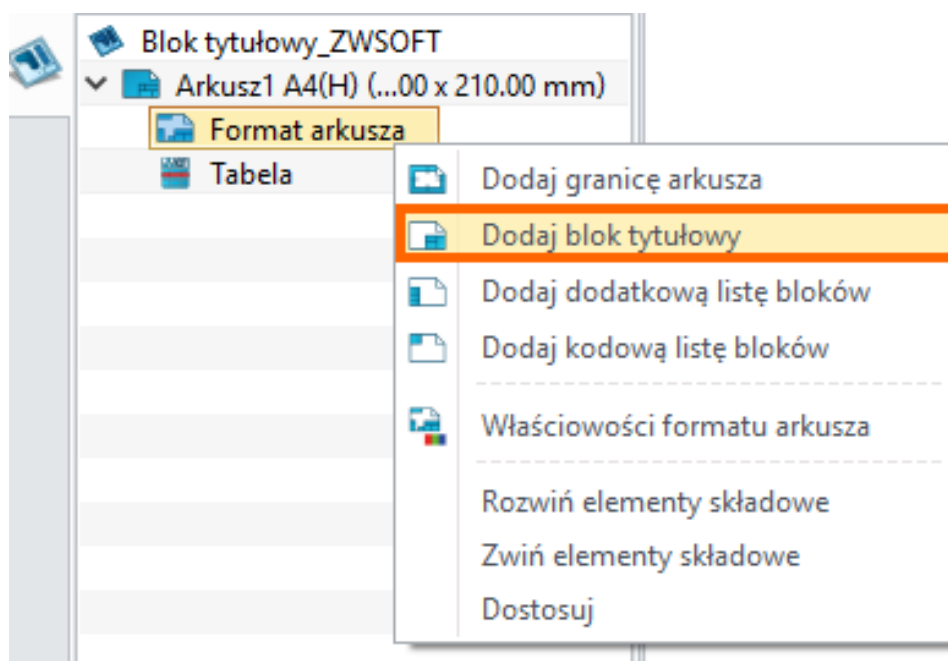 Blok tytułowy_ZWSOFT
Arkusz1 A4(H) (...00 x 210.00 mm)
Format arkusza
Tabela
Dodaj granicę arkusza
Dodaj blok tytułowy
Dodaj dodatkową listę bloków
Dodaj kodową listę bloków
Właściowości formatu arkusza
Rozwiń elementy składowe
Zwiń elementy składowe
Dostosuj